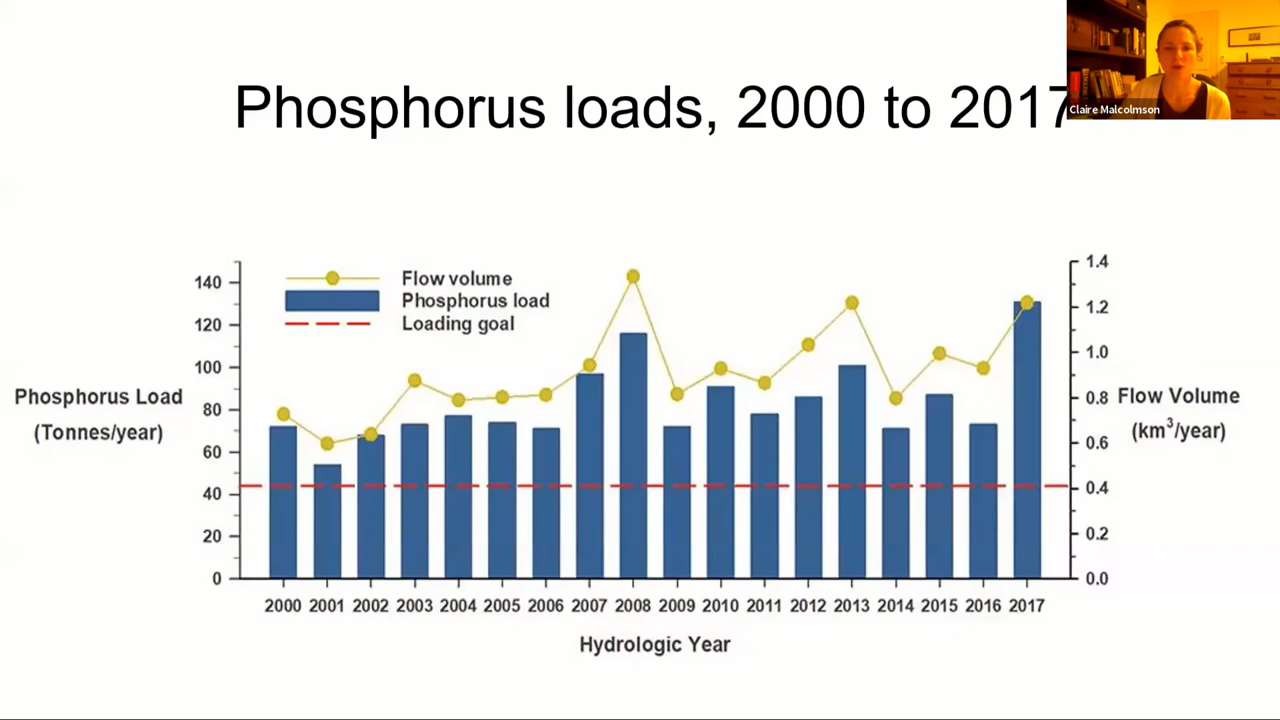 Phosphorus loads, 2000 to 2017
Claire Malcolmson
Flow volume
Phosphorus load
Loading goal
Phosphorus Load
(Tonnes/year)
140
120
100
80
60
40
20
0
1.4
1.2
1.0
0.8
0.6
0.4
0.2
0.0
Flow Volume
(km³/year)
2000 2001 2002 2003 2004 2005 2006 2007 2008 2009 2010 2011 2012 2013 2014 2015 2016 2017
Hydrologic Year